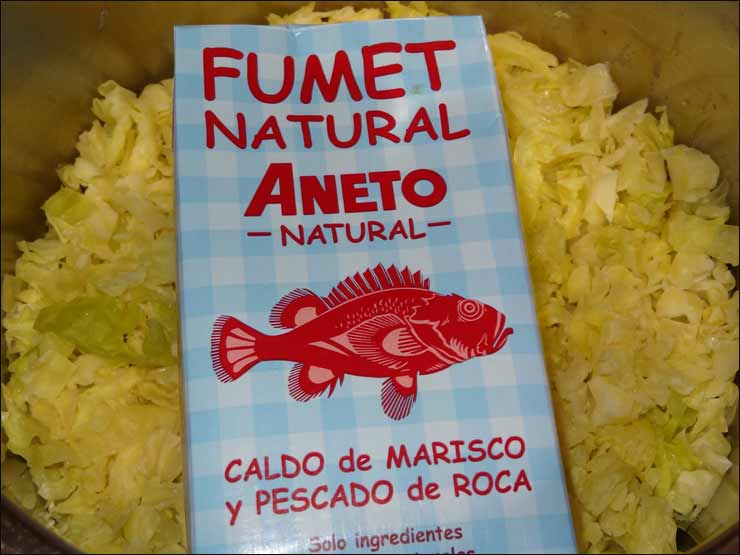 FUMET
NATURAL
ANETO
- NATURAL -
CALDO de MARISCO
y PESCADO de ROCA
Solo ingredientes